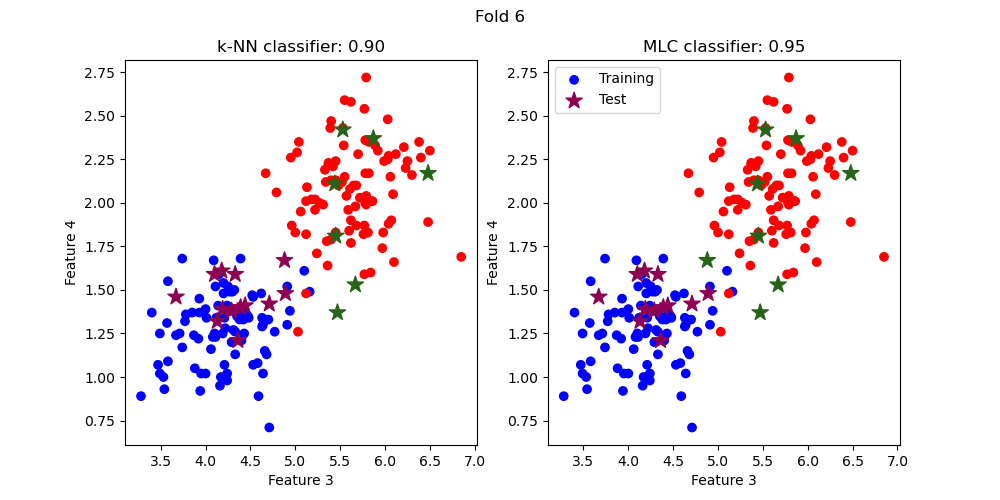 Fold 6
k-NN classifier: 0.90
MLC classifier: 0.95
Feature 4
2.75
2.50
2.25
2.00
1.75
1.50
1.25
1.00
0.75
3.5 4.0 4.5 5.0 5.5 6.0 6.5 7.0
Feature 3
Training
Test
Feature 4
2.75
2.50
2.25
2.00
1.75
1.50
1.25
1.00
0.75
3.5 4.0 4.5 5.0 5.5 6.0 6.5 7.0
Feature 3